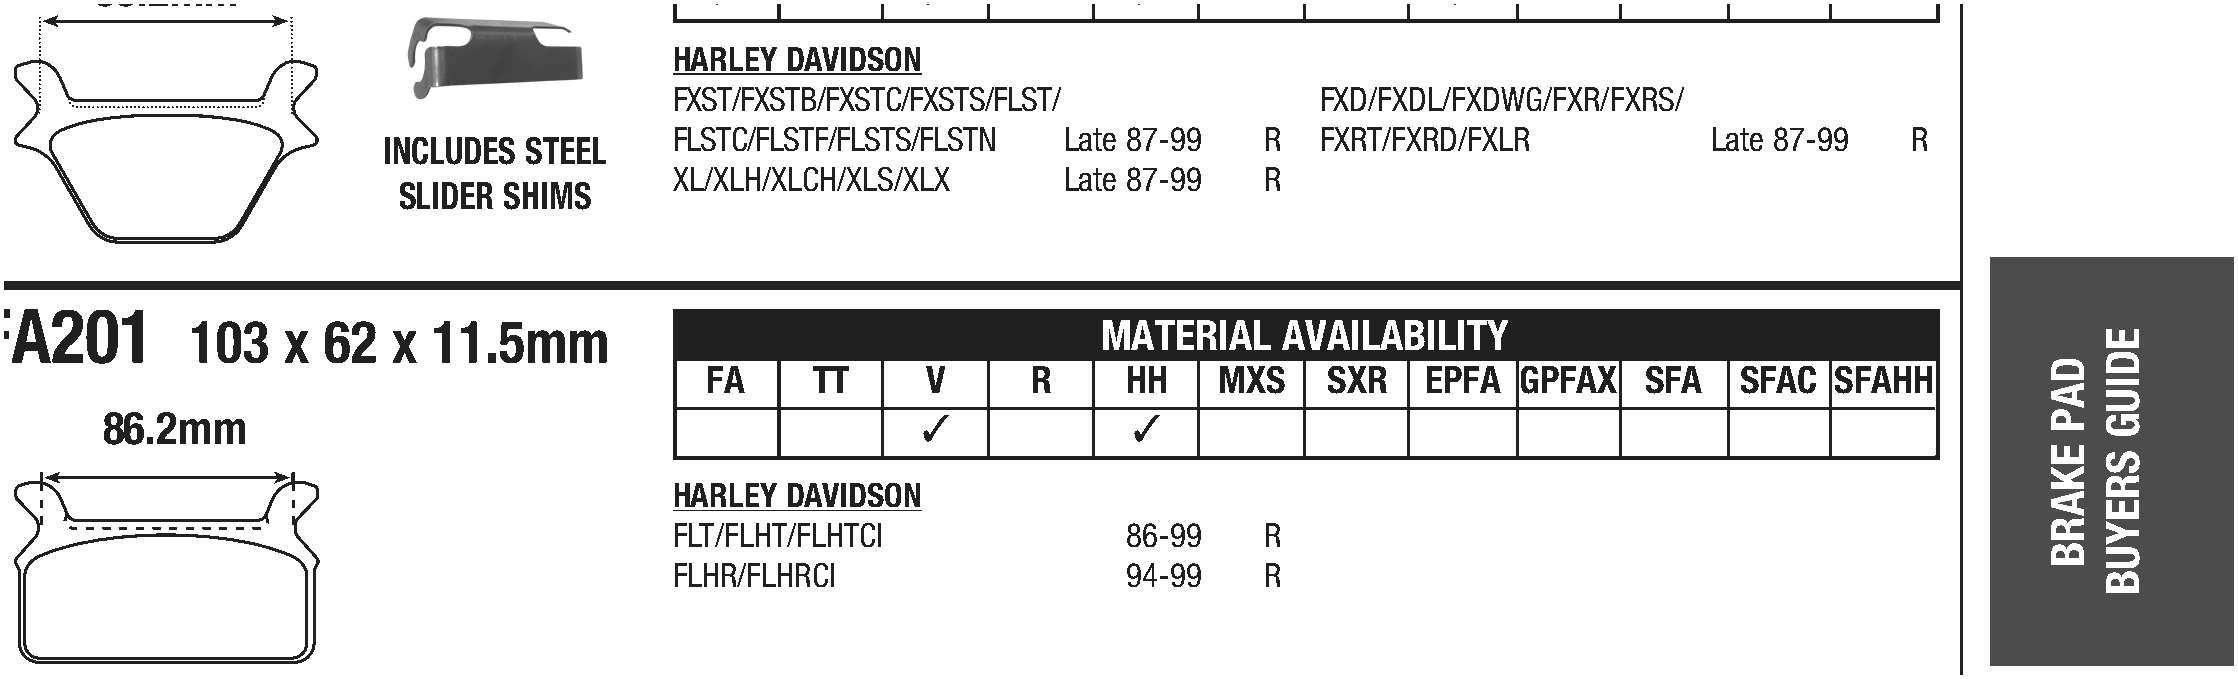 INCLUDES STEEL
SLIDER SHIMS
HARLEY DAVIDSON
FXST/FXSTB/FXSTC/FXSTS/FLST/
FLSTC/FLSTF/FLSTS/FLSTN Late 87-99 R
XL/XLH/XLCH/XLS/XLX Late 87-99 R
FXD/FXDL/FXDWG/FXR/FXRS/
FXRT/FXRD/FXLR Late 87-99 R
FA201 103 x 62 x 11.5mm
86.2mm
MATERIAL AVAILABILITY
FA TT V R HH MXS SXR EPFA GPFAX SFA SFAC SFAHH
✓ ✓
HARLEY DAVIDSON
FLT/FLHT/FLHTCI 86-99 R
FLHR/FLHRCI 94-99 R
BRAKE PAD
BUYERS GUIDE